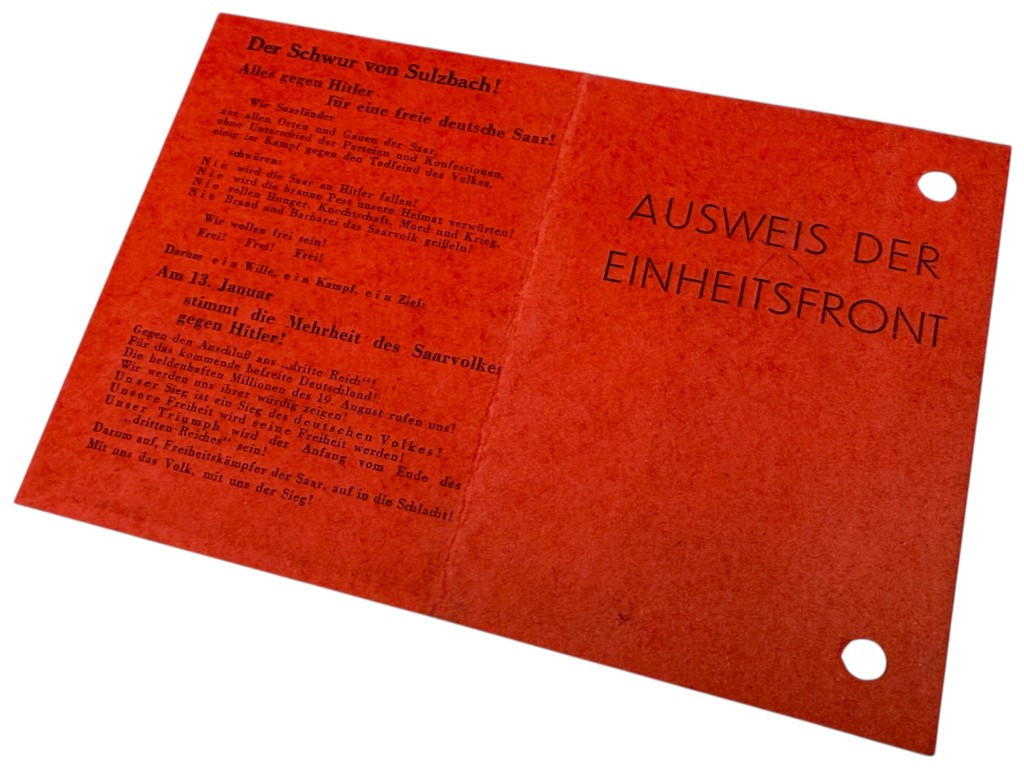 Der Schwur von Sulzbach!
Alles gegen Hitler
für eine freie deutsche Saar!
Wir Saarländer
aus allen Orten und Gauen der Saar,
ohne Unterschied der Parteien und Konfessionen,
einig im Kampf gegen den Todfeind des Volkes,
schwören:
Nie wird die Saar an Hitler fallen!
Nie wird die braune Pest unsere Heimat verwüsten!
Nie sollen Hunger, Knechtschaft, Mord und Krieg,
Nie Brand und Barbarei das Saarvolk geißeln!
Wir wollen frei sein!
Frei! Frei! Frei!
Darum ein Wille, ein Kampf, ein Ziel:
Am 13. Januar
stimmt die Mehrheit des Saarvolkes
gegen Hitler!
Gegen den Anschluß ans „dritte Reich“!
Für das kommende befreite Deutschland!
Die heldenhaften Millionen des 19. August rufen uns!
Wir werden uns ihrer würdig zeigen!
Unser Sieg ist ein Sieg des deutschen Volkes!
Unsere Freiheit wird seine Freiheit werden!
Unser Triumph wird der Anfang vom Ende des
„dritten Reiches“ sein!
Darum auf, Freiheitskämpfer der Saar, auf in die Schlacht!
Mit uns das Volk, mit uns der Sieg!
AUSWEIS DER
EINHEITSFRONT